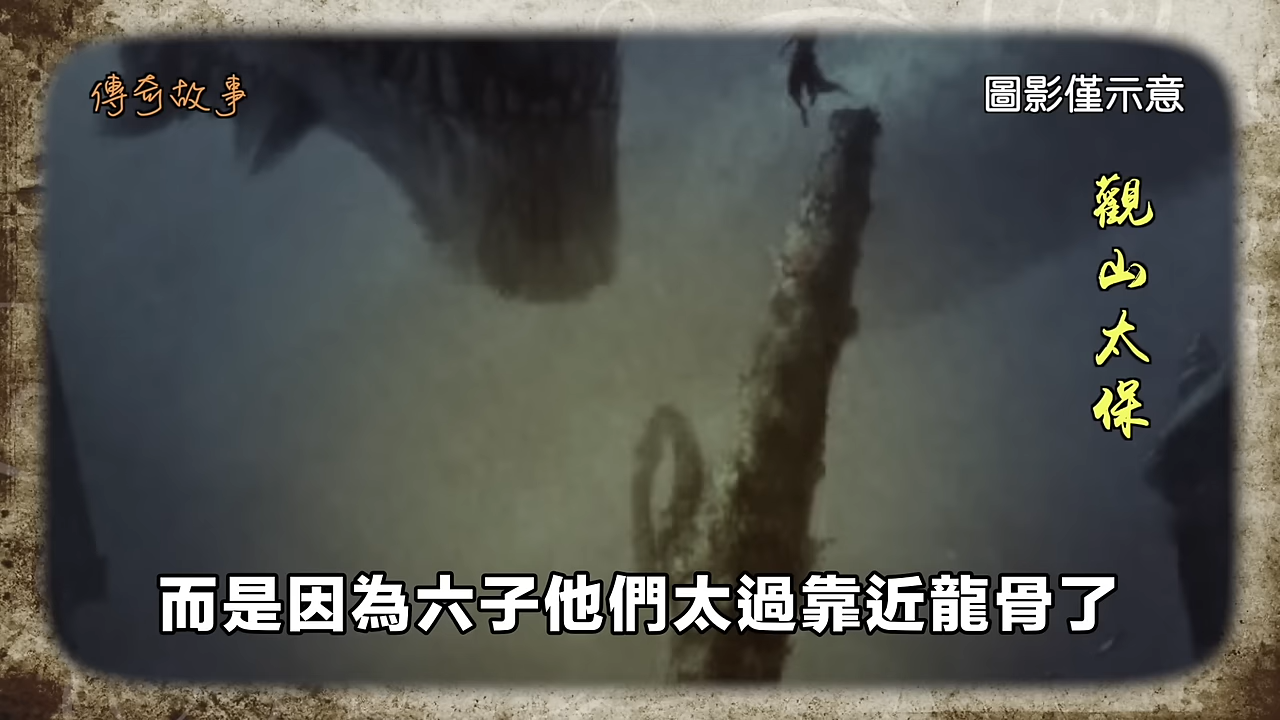 傳奇故事
圖影僅示意
觀山太保
而是因為六子他們太過靠近龍骨了